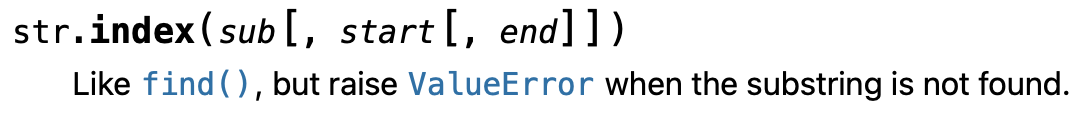 str.index(sub[, start[, end]])
Like find(), but raise ValueError when the substring is not found.